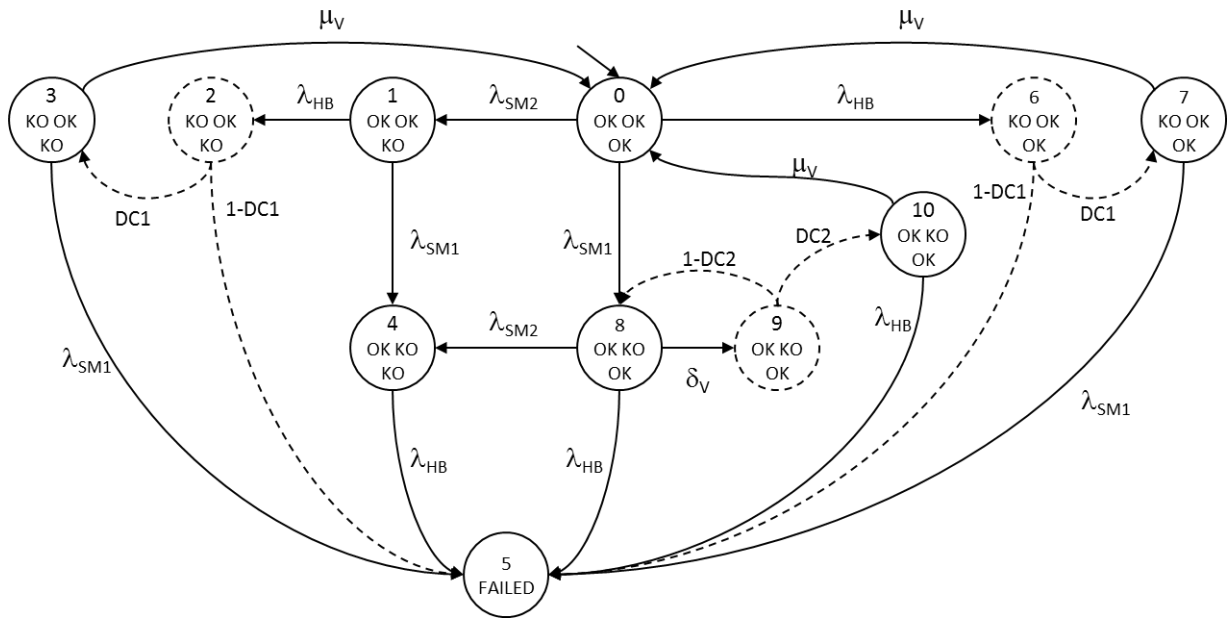 μV
μV
3
KO OK
KO
2
KO OK
KO
λHB
1
OK OK
KO
λSM2
0
OK OK
OK
λHB
6
KO OK
OK
7
KO OK
OK
μV
DC1
1-DC1
1-DC1
DC1
10
OK KO
OK
λSM1
λSM1
DC2
1-DC2
4
OK KO
KO
λSM2
8
OK KO
OK
δV
9
OK KO
OK
λHB
λSM1
λSM1
λHB
λHB
5
FAILED